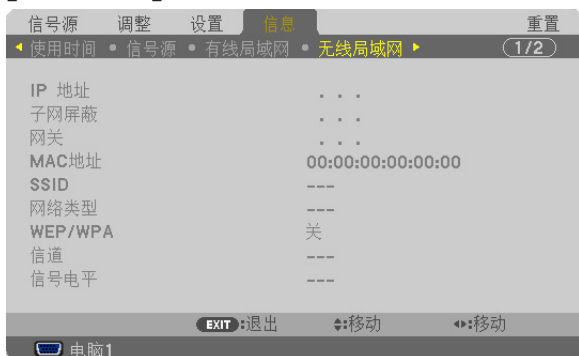 信号源 调整 设置 信息 重置
◀ 使用时间 ● 信号源 ● 有线局域网 ● 无线局域网 ▶ 1/2
IP 地址 . . .
子网屏蔽 . . .
网关 . . .
MAC地址 00:00:00:00:00:00
SSID ---
网络类型 ---
WEP/WPA 关
信道 ---
信号电平 ---
EXIT:退出 ♦:移动 ◀▶:移动
电脑1